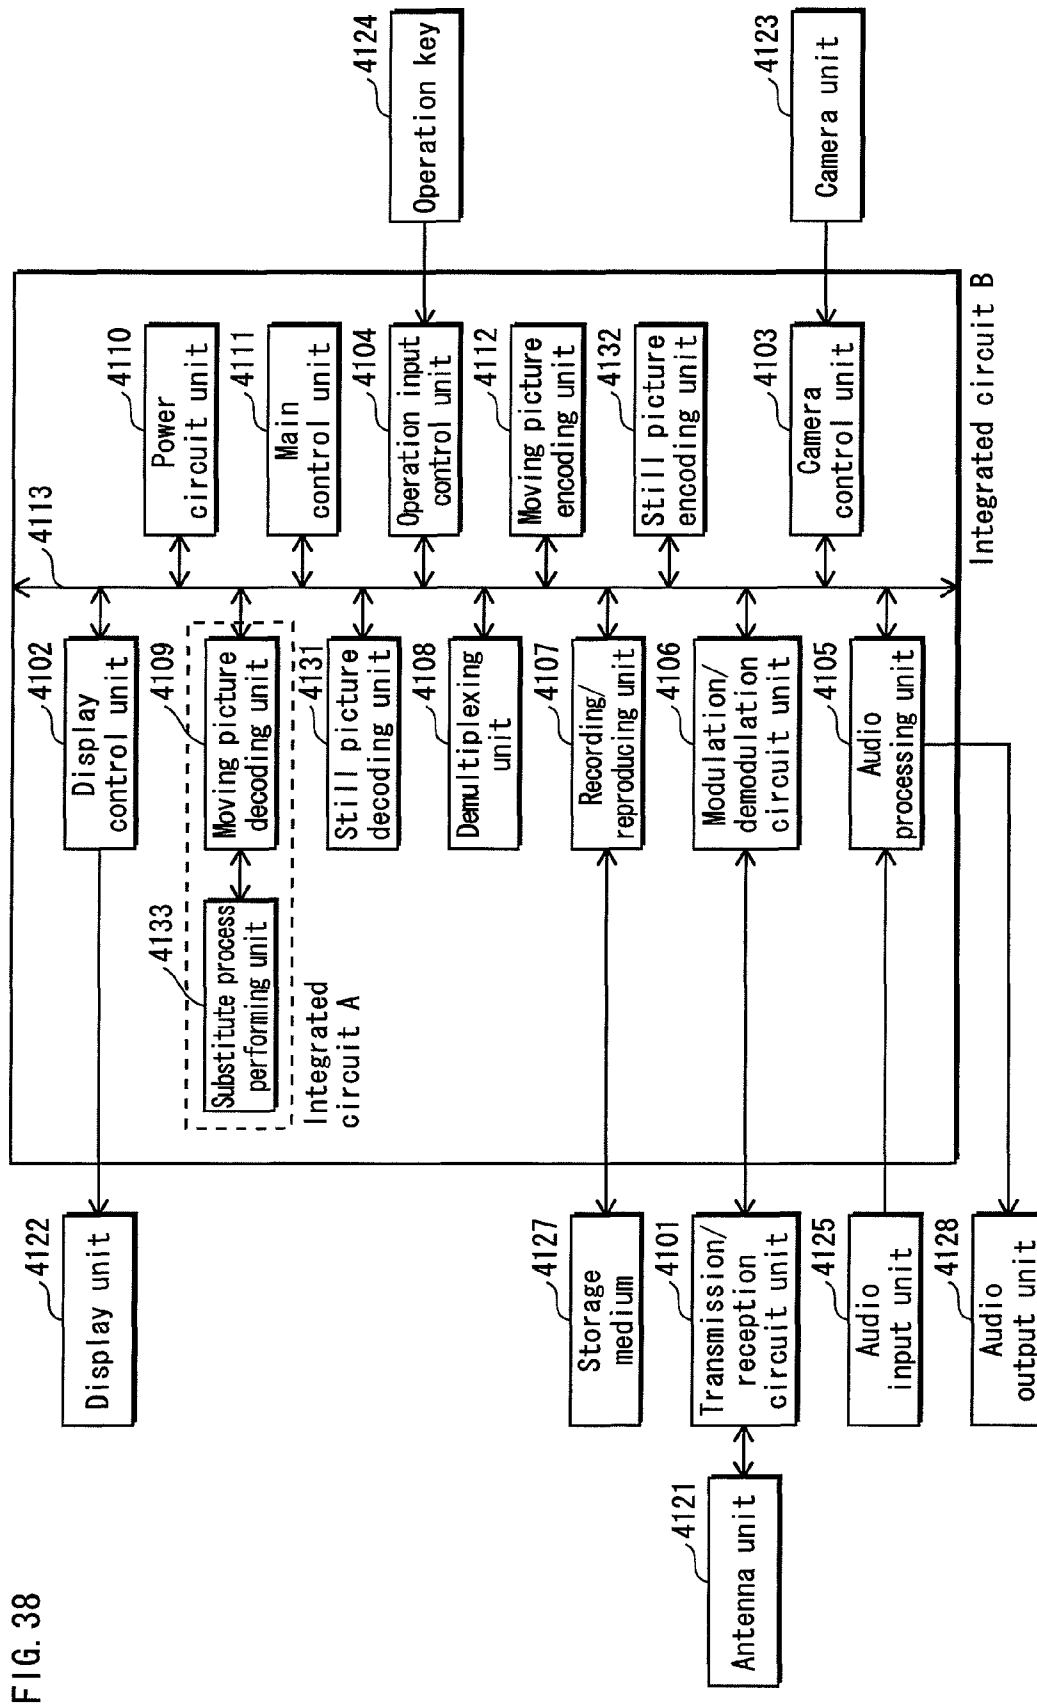 FIG. 38
4121
Antenna unit
4122
Display unit
4127
Storage
medium
4101
Transmission/
reception
circuit unit
4125
Audio
input unit
4128
Audio
output unit
4133
Substitute process
performing unit
Integrated
circuit A
4102
Display
control unit
4109
Moving picture
decoding unit
4131
Still picture
decoding unit
4108
Demultiplexing
unit
4107
Recording/
reproducing unit
4106
Modulation/
demodulation
circuit unit
4105
Audio
processing unit
4113
4110
Power
circuit unit
4111
Main
control unit
4104
Operation input
control unit
4112
Moving picture
encoding unit
4132
Still picture
encoding unit
4103
Camera
control unit
Integrated circuit B
4124
Operation key
4123
Camera unit